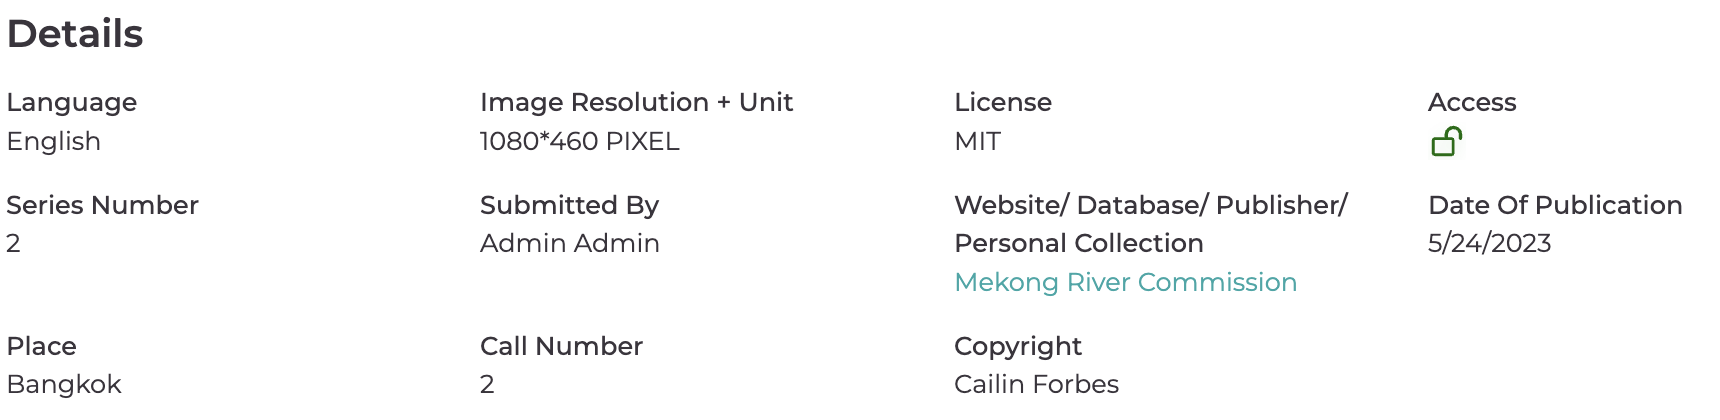 Details
Language
English
Image Resolution + Unit
1080*460 PIXEL
License
MIT
Access
Series Number
2
Submitted By
Admin Admin
Website/ Database/ Publisher/
Personal Collection
Mekong River Commission
Date Of Publication
5/24/2023
Place
Bangkok
Call Number
2
Copyright
Cailin Forbes